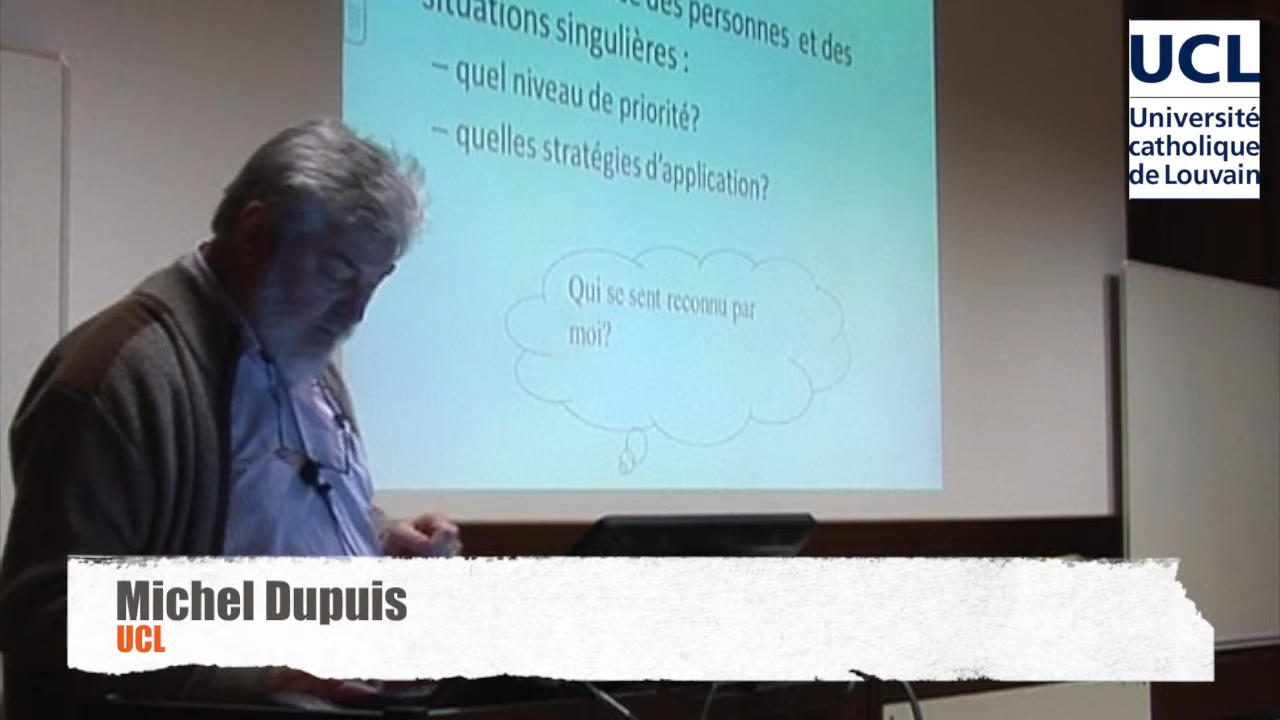 des personnes et des
situations singulières :
– quel niveau de priorité?
– quelles stratégies d'application?
Qui se sent reconnu par
moi?
UCL
Université
catholique
de Louvain
Michel Dupuis
UCL